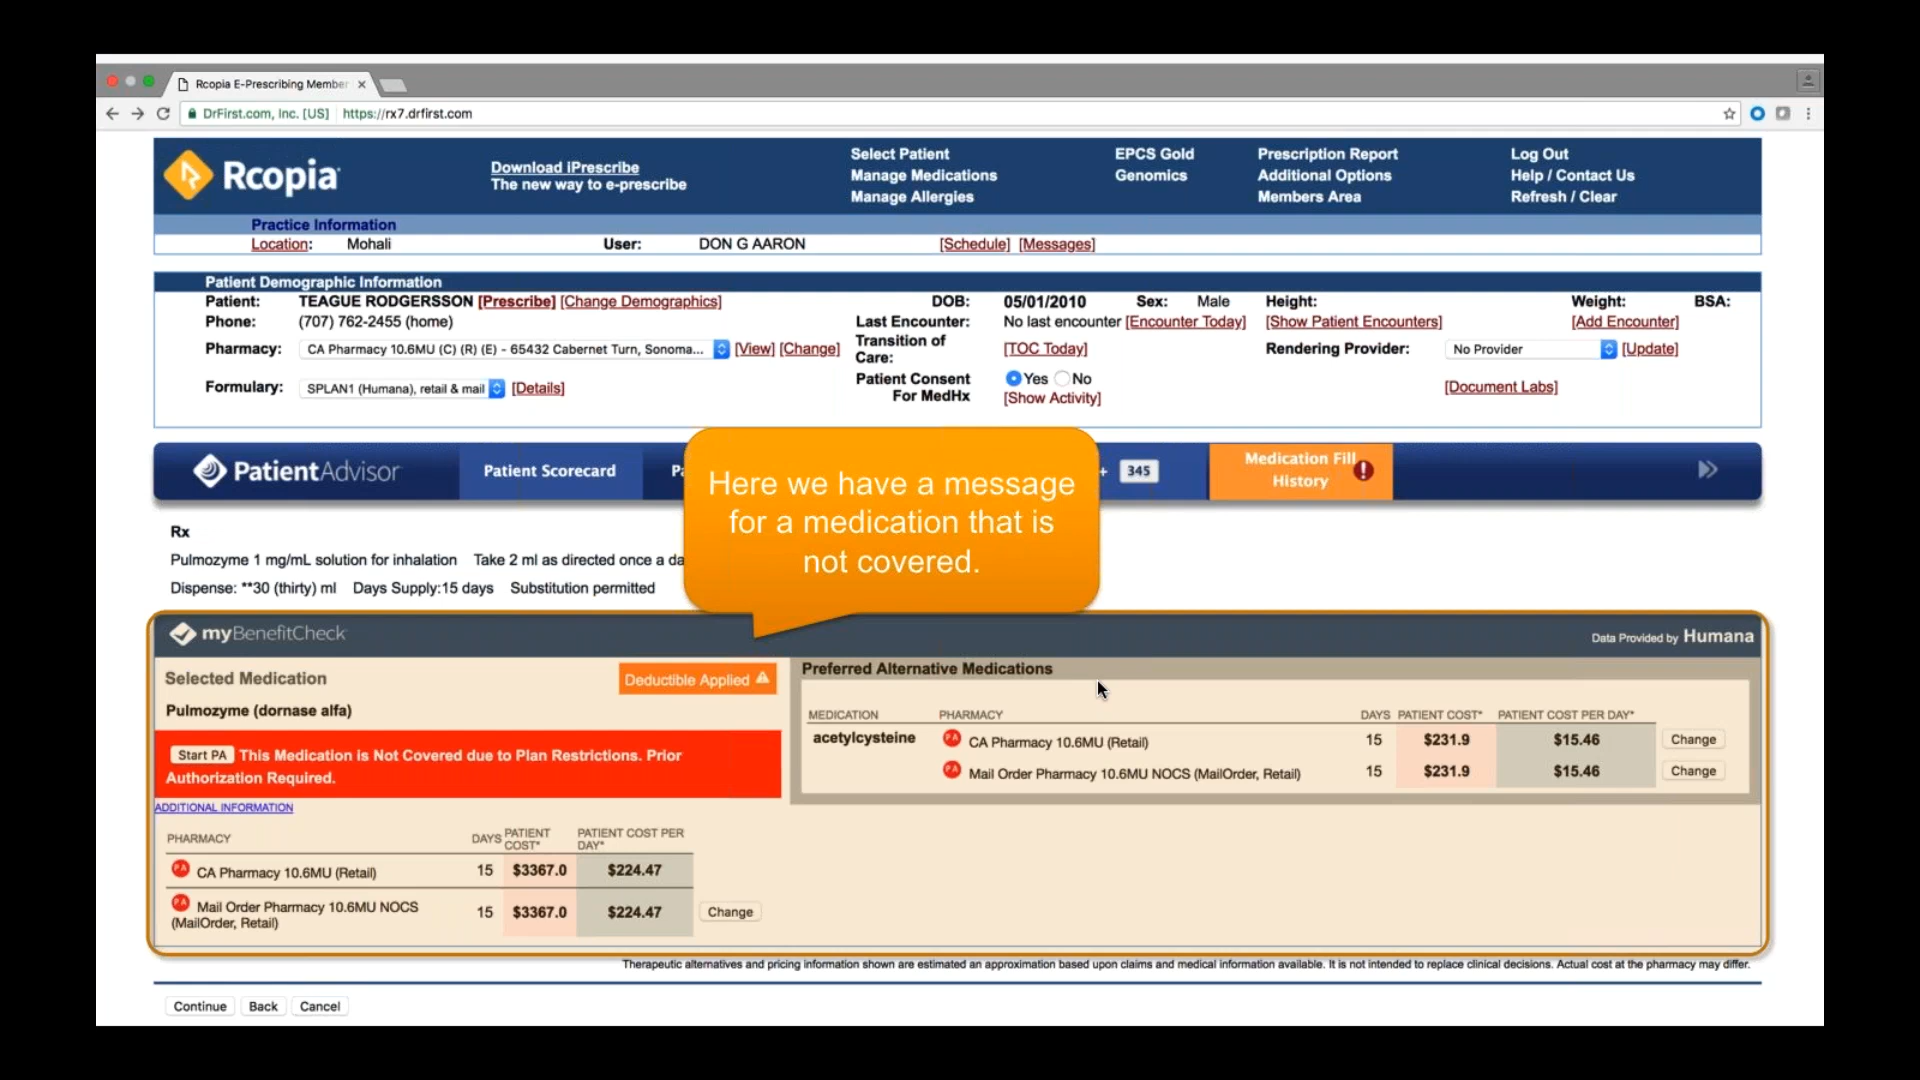 Rcopia E-Prescribing Member
DrFirst.com, Inc. [US] https://rx7.drfirst.com
Rcopia
Download iPrescribe
The new way to e-prescribe
Select Patient
Manage Medications
Manage Allergies
EPCS Gold
Genomics
Prescription Report
Additional Options
Members Area
Log Out
Help / Contact Us
Refresh / Clear
Practice Information
Location: Mohali User: DON G AARON [Schedule] [Messages]
Patient Demographic Information
Patient: TEAGUE RODGERSSON [Prescribe] [Change Demographics] DOB: 05/01/2010 Sex: Male Height: Weight: BSA:
Phone: (707) 762-2455 (home) Last Encounter: No last encounter [Encounter Today] [Show Patient Encounters] [Add Encounter]
Pharmacy: CA Pharmacy 10.6MU (C) (R) (E) - 65432 Cabernet Turn, Sonoma... [View] [Change] Transition of Care: [TOC Today] Rendering Provider: No Provider [Update]
Formulary: SPLAN1 (Humana), retail & mail [Details] Patient Consent For MedHx Yes No [Document Labs]
[Show Activity]
PatientAdvisor Patient Scorecard Pa + 345 Medication Fill History
Here we have a message
for a medication that is
not covered.
Rx
Pulmozyme 1 mg/mL solution for inhalation Take 2 ml as directed once a da
Dispense: **30 (thirty) ml Days Supply:15 days Substitution permitted
myBenefitCheck Data Provided by Humana
Selected Medication Deductible Applied
Pulmozyme (dornase alfa)
Start PA This Medication is Not Covered due to Plan Restrictions. Prior
Authorization Required.
ADDITIONAL INFORMATION
PHARMACY DAYS PATIENT COST* PATIENT COST PER DAY*
PA CA Pharmacy 10.6MU (Retail) 15 $3367.0 $224.47
PA Mail Order Pharmacy 10.6MU NOCS (MailOrder, Retail) 15 $3367.0 $224.47 Change
Preferred Alternative Medications
MEDICATION PHARMACY DAYS PATIENT COST* PATIENT COST PER DAY*
acetylcysteine PA CA Pharmacy 10.6MU (Retail) 15 $231.9 $15.46 Change
PA Mail Order Pharmacy 10.6MU NOCS (MailOrder, Retail) 15 $231.9 $15.46 Change
Therapeutic alternatives and pricing information shown are estimated an approximation based upon claims and medical information available. It is not intended to replace clinical decisions. Actual cost at the pharmacy may differ.
Continue Back Cancel